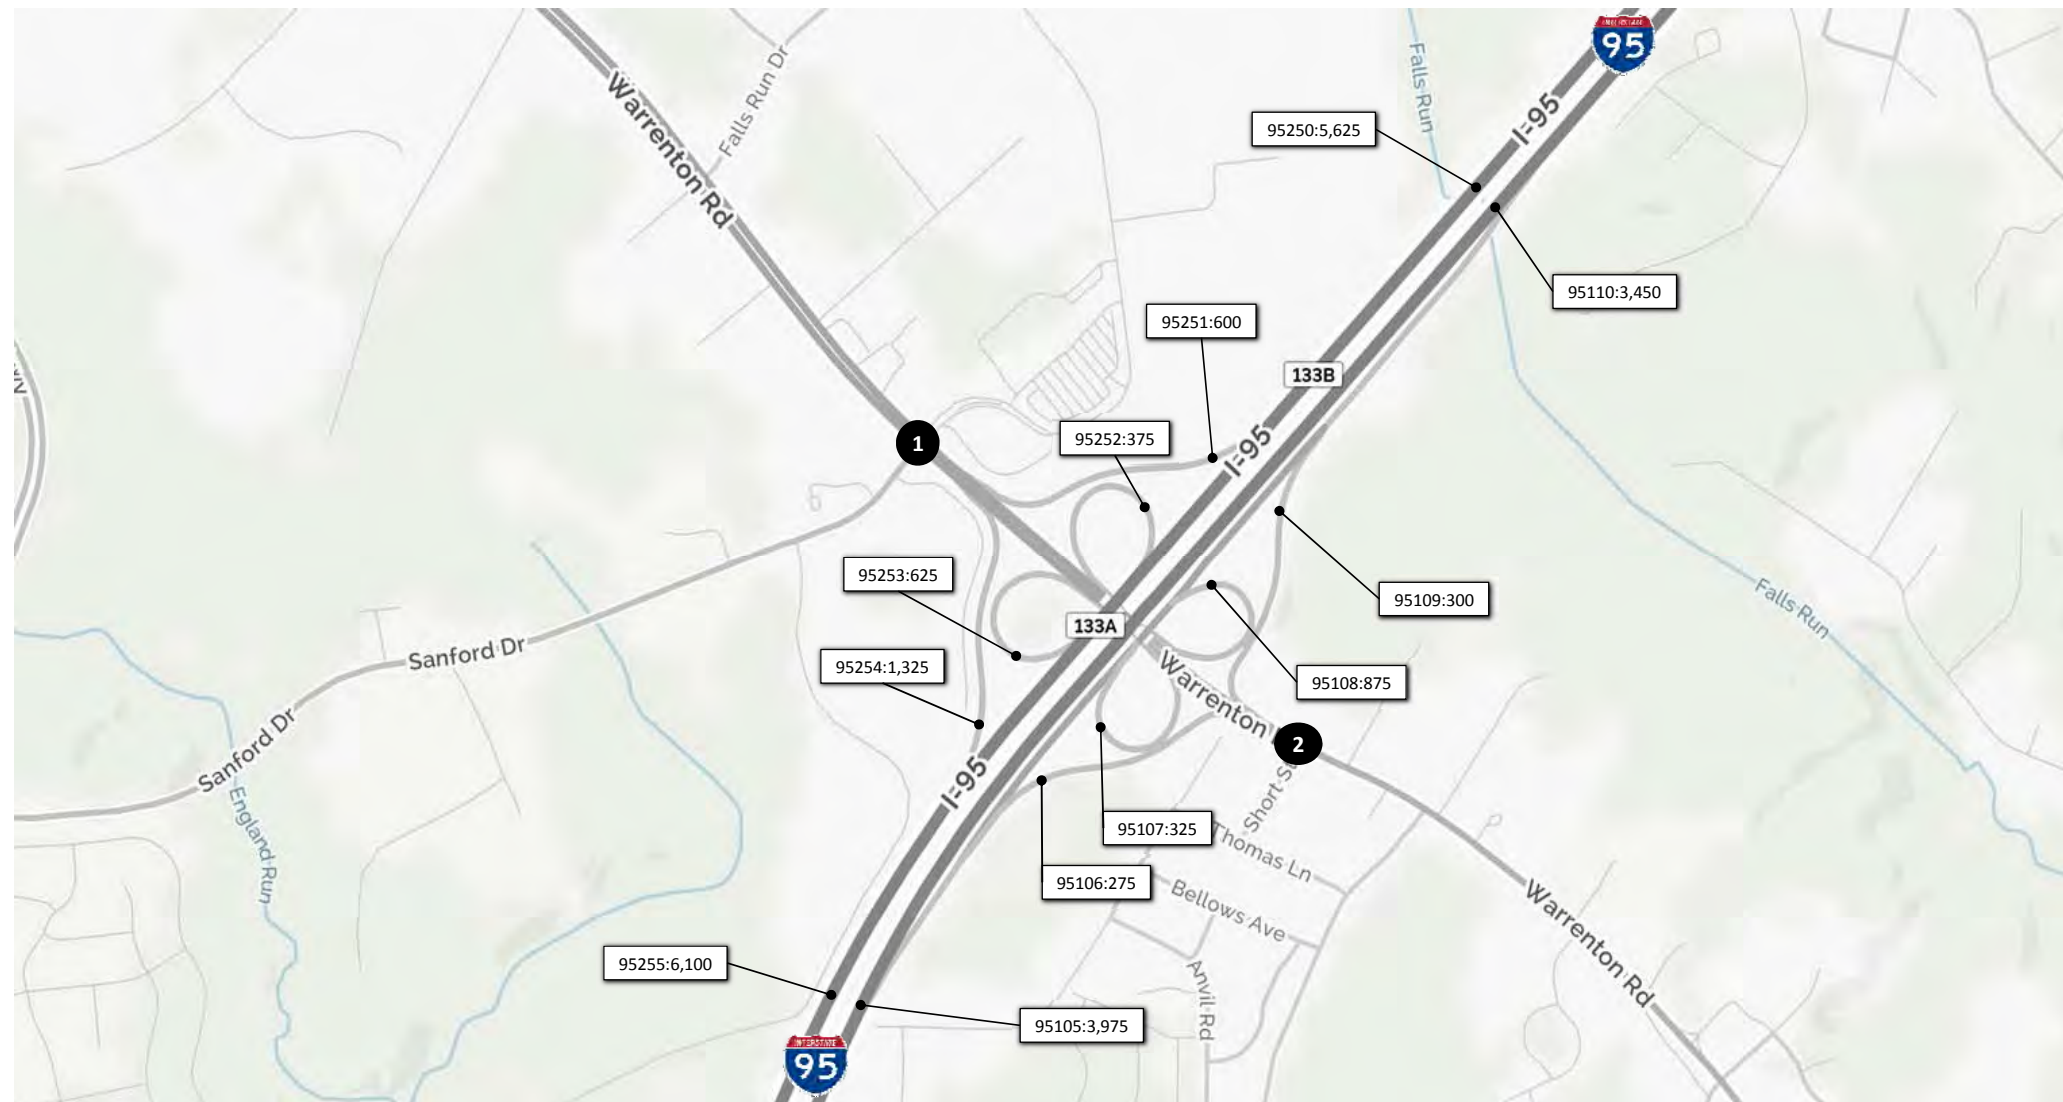 INTERSTATE
95
Falls Run Dr
Falls Run
Warrenton Rd
I-95
95250:5,625
95110:3,450
95251:600
133B
95252:375
1
I-95
95253:625
133A
95109:300
Sanford Dr
95254:1,325
95108:875
Falls Run
Warrenton
2
Sanford Dr
I-95
Short St
England Run
95107:325
Thomas Ln
95106:275
Bellows Ave
Warrenton Rd
95255:6,100
Anvil Rd
95105:3,975
INTERSTATE
95